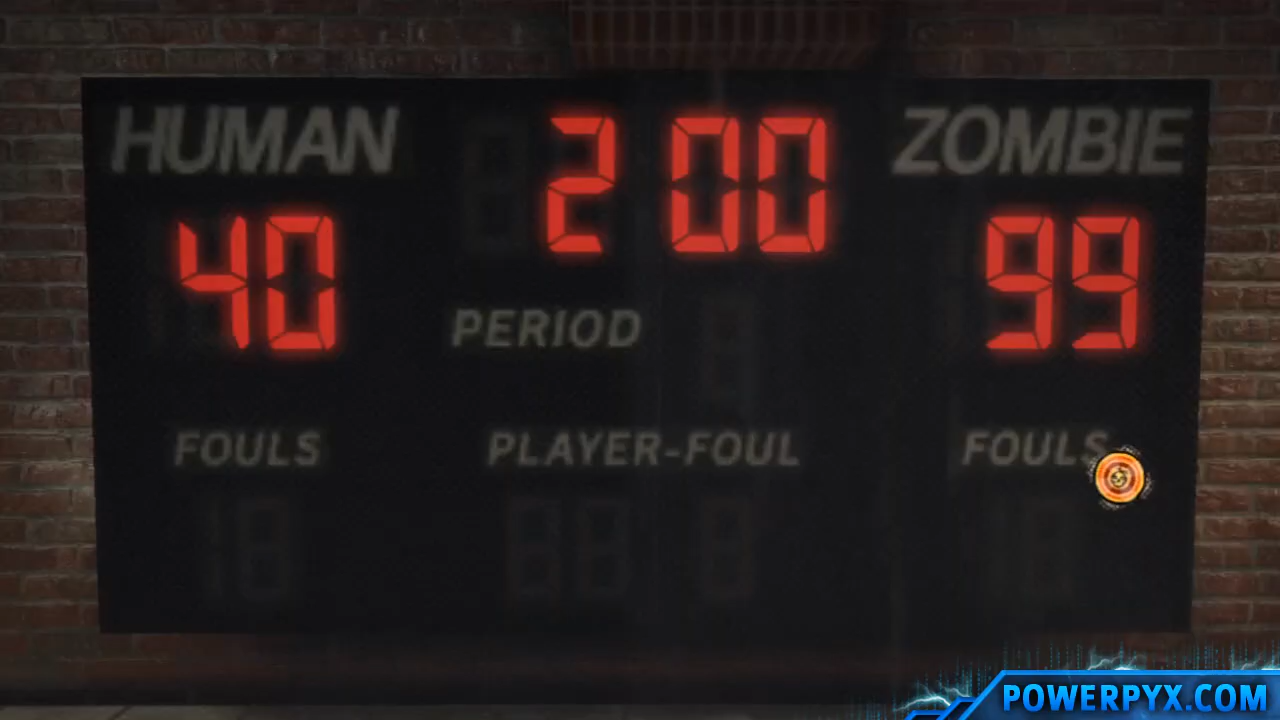 HUMAN 2 00 ZOMBIE
40 99
PERIOD
FOULS PLAYER-FOUL FOULS
POWERPYX.COM